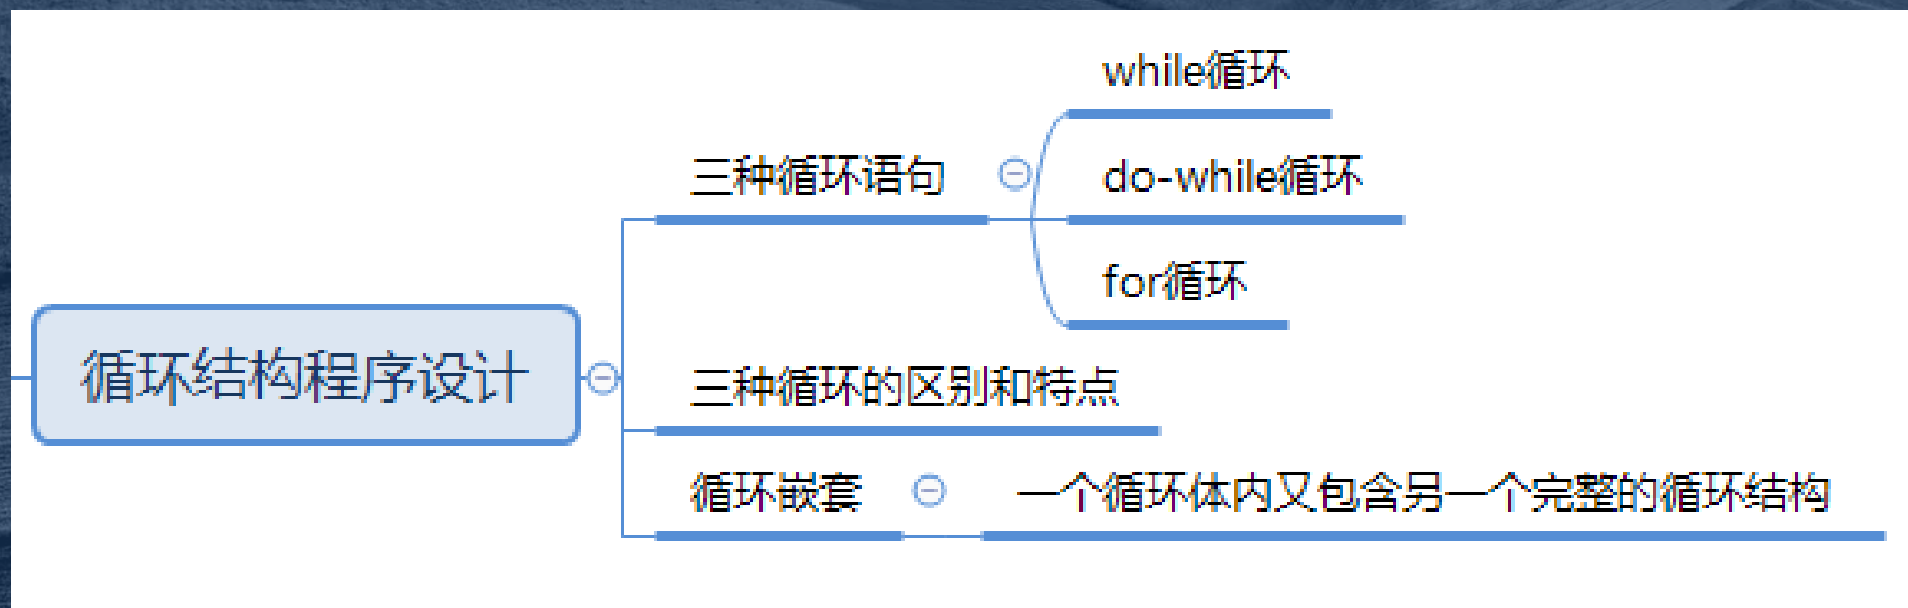 while循环
三种循环语句
do-while循环
for循环
循环结构程序设计
三种循环的区别和特点
循环嵌套
一个循环体内又包含另一个完整的循环结构